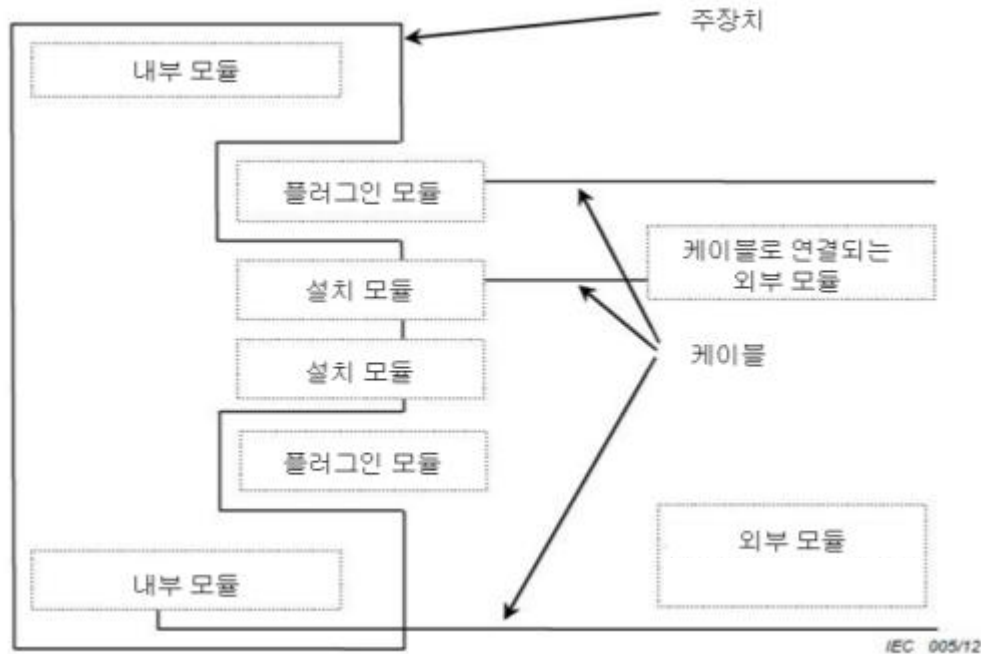 주장치
내부 모듈
플러그인 모듈
케이블로 연결되는
외부 모듈
설치 모듈
케이블
설치 모듈
플러그인 모듈
외부 모듈
내부 모듈
IEC 005/12